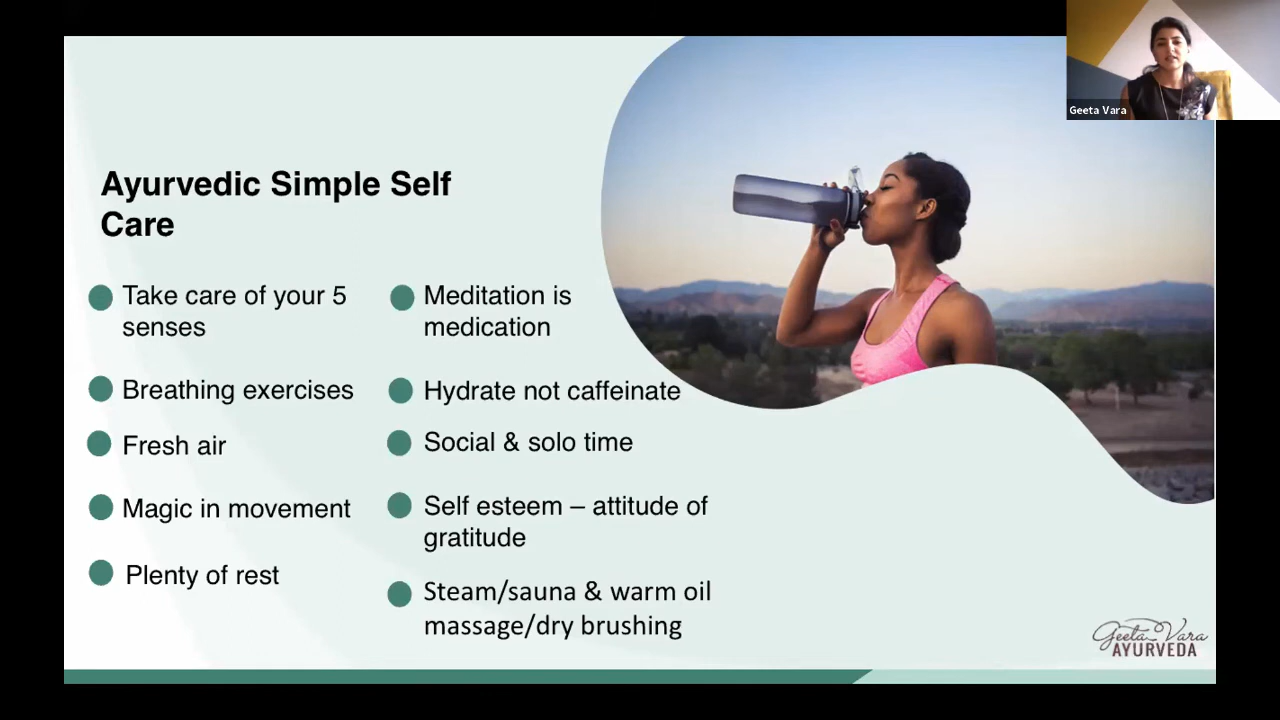 Geeta Vara
Ayurvedic Simple Self
Care
Take care of your 5
senses
Breathing exercises
Fresh air
Magic in movement
Plenty of rest
Meditation is
medication
Hydrate not caffeinate
Social & solo time
Self esteem – attitude of
gratitude
Steam/sauna & warm oil
massage/dry brushing
Geeta Vara
AYURVEDA